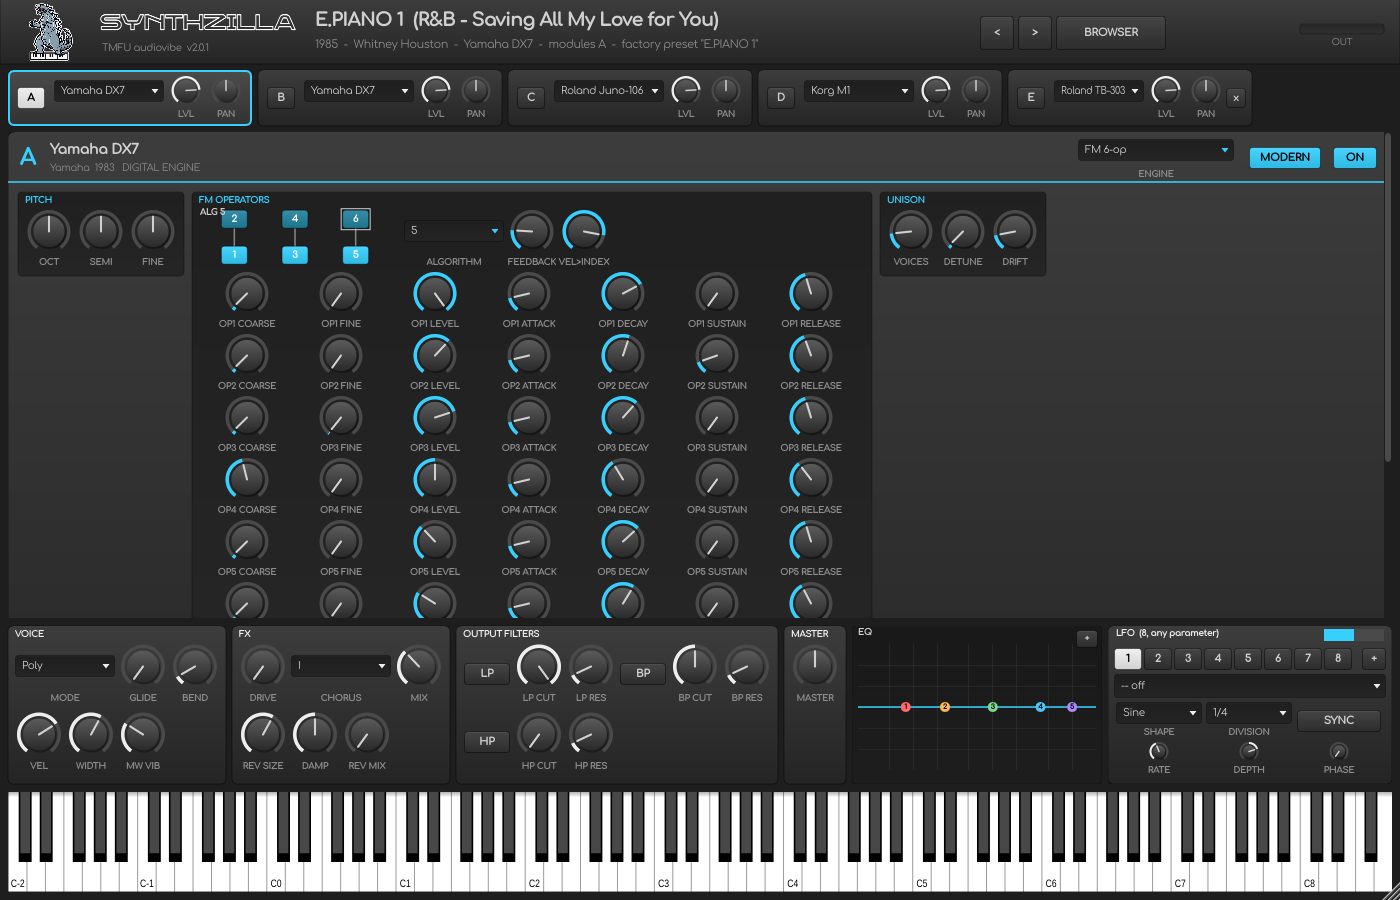 SYNTHZILLA
TMFU audiovibe v2.0.1
E.PIANO 1 (R&B - Saving All My Love for You)
1985 - Whitney Houston - Yamaha DX7 - modules A - factory preset "E.PIANO 1"
< > BROWSER
OUT
A Yamaha DX7 LVL PAN
B Yamaha DX7 LVL PAN
C Roland Juno-106 LVL PAN
D Korg M1 LVL PAN
E Roland TB-303 LVL PAN x
A Yamaha DX7
Yamaha 1983 DIGITAL ENGINE
FM 6-op
ENGINE
MODERN ON
PITCH
OCT SEMI FINE
FM OPERATORS
ALG 5
2 4 6
1 3 5
5
ALGORITHM FEEDBACK VEL>INDEX
OP1 COARSE OP1 FINE OP1 LEVEL OP1 ATTACK OP1 DECAY OP1 SUSTAIN OP1 RELEASE
OP2 COARSE OP2 FINE OP2 LEVEL OP2 ATTACK OP2 DECAY OP2 SUSTAIN OP2 RELEASE
OP3 COARSE OP3 FINE OP3 LEVEL OP3 ATTACK OP3 DECAY OP3 SUSTAIN OP3 RELEASE
OP4 COARSE OP4 FINE OP4 LEVEL OP4 ATTACK OP4 DECAY OP4 SUSTAIN OP4 RELEASE
OP5 COARSE OP5 FINE OP5 LEVEL OP5 ATTACK OP5 DECAY OP5 SUSTAIN OP5 RELEASE
UNISON
VOICES DETUNE DRIFT
VOICE
Poly
MODE GLIDE BEND
VEL WIDTH MW VIB
FX
I
DRIVE CHORUS MIX
REV SIZE DAMP REV MIX
OUTPUT FILTERS
LP BP
LP CUT LP RES BP CUT BP RES
HP
HP CUT HP RES
MASTER
MASTER
EQ +
1 2 3 4 5
LFO (8, any parameter)
1 2 3 4 5 6 7 8 +
-- off
Sine 1/4 SYNC
SHAPE DIVISION
RATE DEPTH PHASE
C-2 C-1 C0 C1 C2 C3 C4 C5 C6 C7 C8